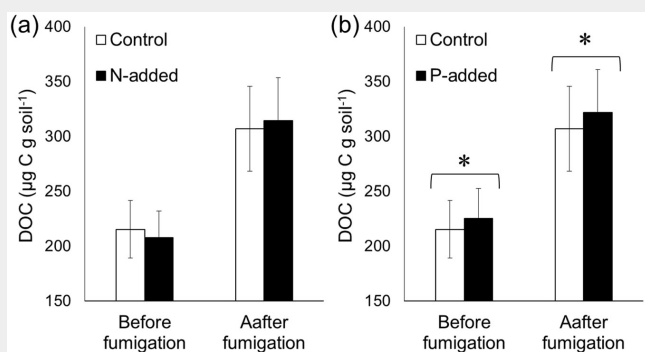 (a)
Control
N-added
DOC (µg C g soil⁻¹)
400
350
300
250
200
150
Before
fumigation
Aafter
fumigation
(b)
Control
P-added
*
*
DOC (µg C g soil⁻¹)
400
350
300
250
200
150
Before
fumigation
Aafter
fumigation